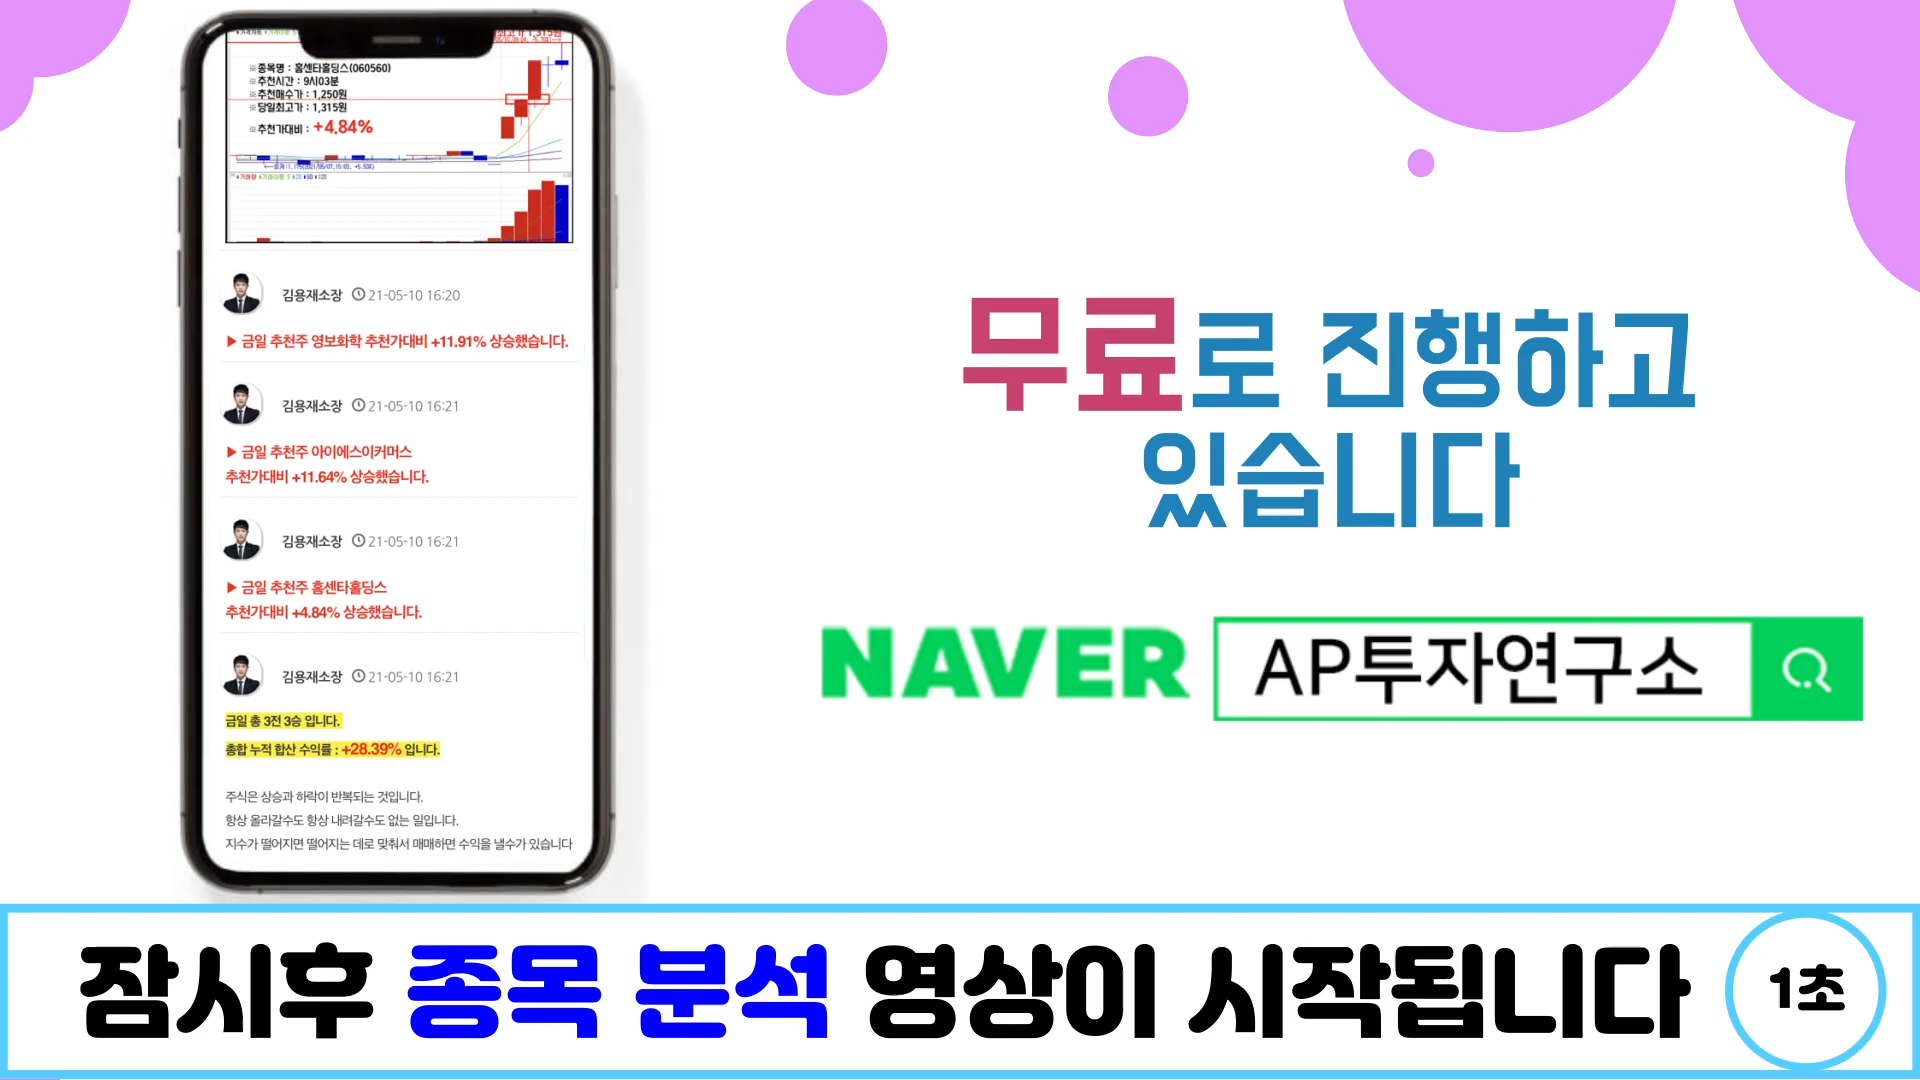 ※종목명 : 홈센타홀딩스(060560)
※추천시간 : 9시03분
※추천매수가 : 1,250원
※당일최고가 : 1,315원
※추천가대비 : +4.84%
김용재소장 21-05-10 16:20
▶ 금일 추천주 영보화학 추천가대비 +11.91% 상승했습니다.
김용재소장 21-05-10 16:21
▶ 금일 추천주 아이에스이커머스
추천가대비 +11.64% 상승했습니다.
김용재소장 21-05-10 16:21
▶ 금일 추천주 홈센타홀딩스
추천가대비 +4.84% 상승했습니다.
김용재소장 21-05-10 16:21
금일 총 3전 3승 입니다.
총합 누적 합산 수익률 : +28.39% 입니다.
주식은 상승과 하락이 반복되는 것입니다.
항상 올라갈수도 항상 내려갈수도 없는 일입니다.
지수가 떨어지면 떨어지는 데로 맞춰서 매매하면 수익을 낼수가 있습니다
무료로 진행하고
있습니다
NAVER AP투자연구소
잠시후 종목 분석 영상이 시작됩니다 1초